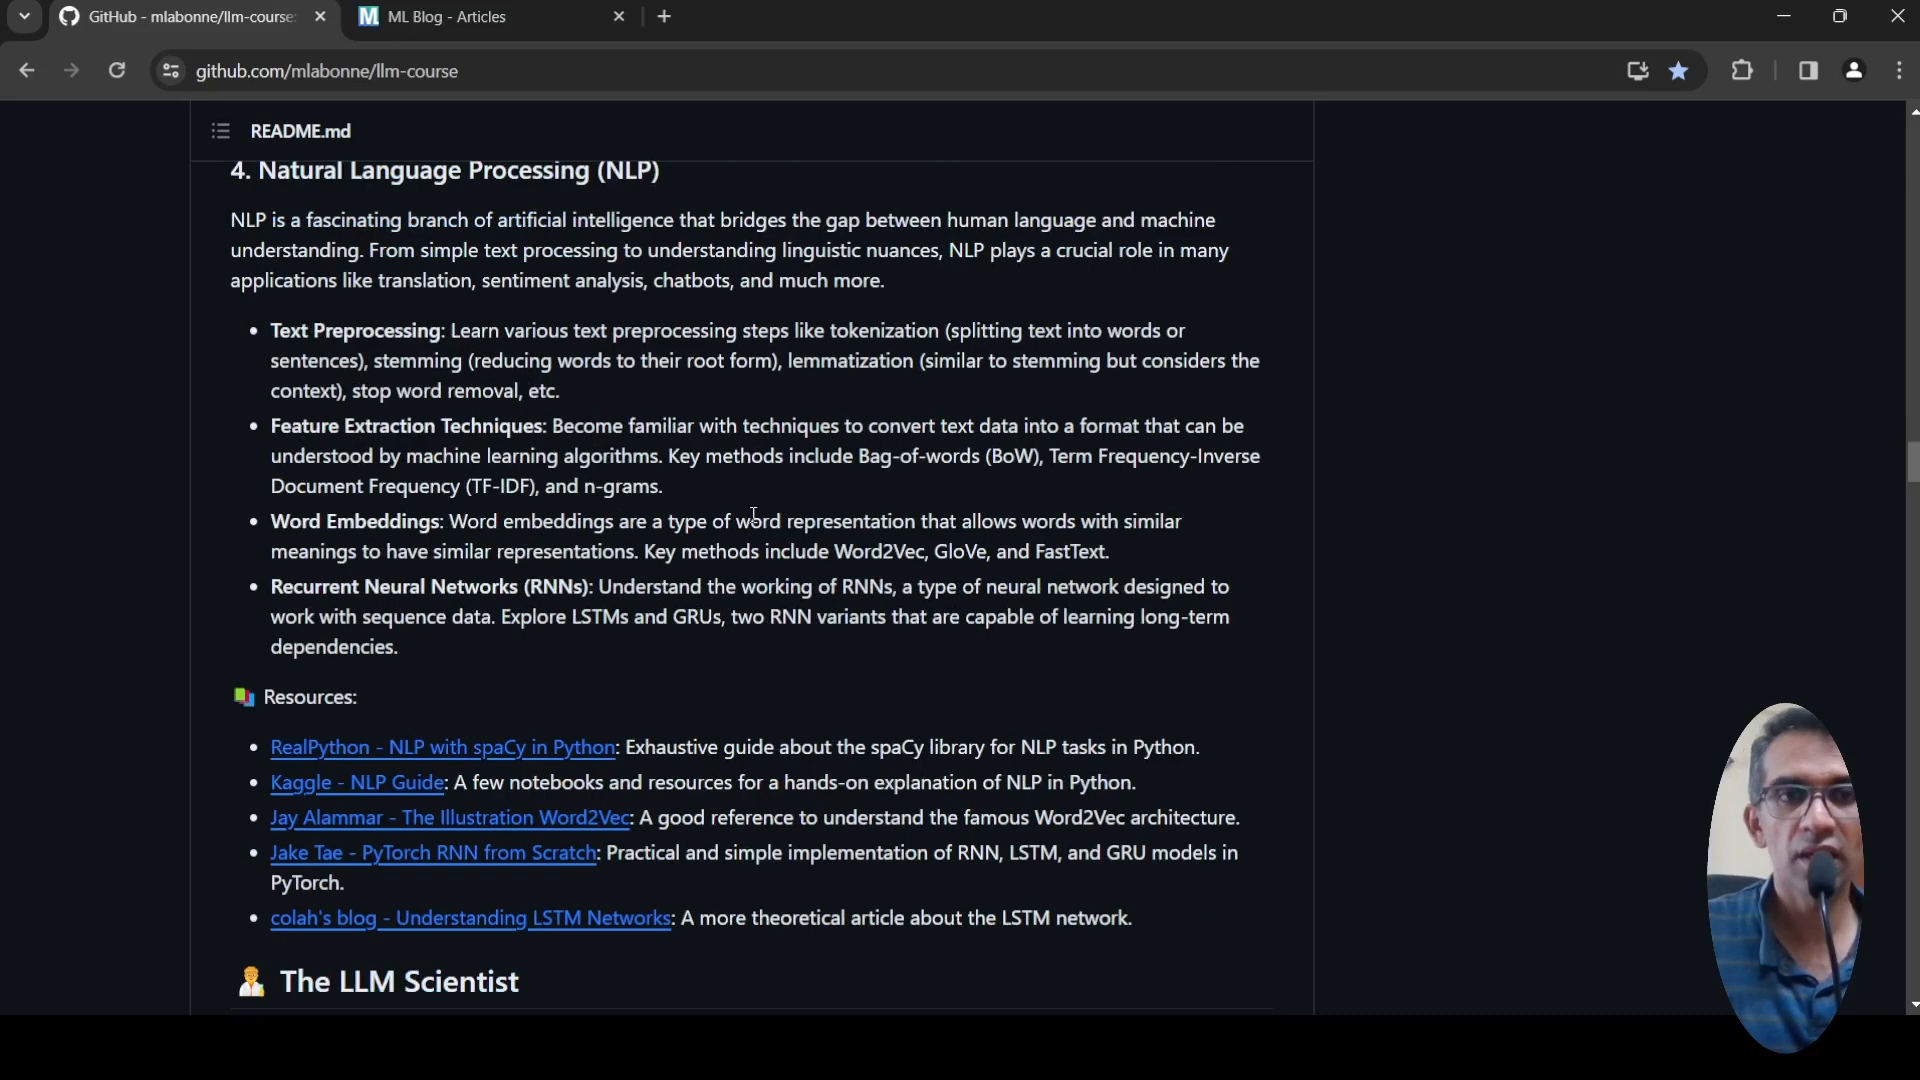 GitHub - mlabonne/llm-course:
ML Blog - Articles
github.com/mlabonne/llm-course
README.md
4. Natural Language Processing (NLP)
NLP is a fascinating branch of artificial intelligence that bridges the gap between human language and machine
understanding. From simple text processing to understanding linguistic nuances, NLP plays a crucial role in many
applications like translation, sentiment analysis, chatbots, and much more.
• Text Preprocessing: Learn various text preprocessing steps like tokenization (splitting text into words or
sentences), stemming (reducing words to their root form), lemmatization (similar to stemming but considers the
context), stop word removal, etc.
• Feature Extraction Techniques: Become familiar with techniques to convert text data into a format that can be
understood by machine learning algorithms. Key methods include Bag-of-words (BoW), Term Frequency-Inverse
Document Frequency (TF-IDF), and n-grams.
• Word Embeddings: Word embeddings are a type of word representation that allows words with similar
meanings to have similar representations. Key methods include Word2Vec, GloVe, and FastText.
• Recurrent Neural Networks (RNNs): Understand the working of RNNs, a type of neural network designed to
work with sequence data. Explore LSTMs and GRUs, two RNN variants that are capable of learning long-term
dependencies.
Resources:
• RealPython - NLP with spaCy in Python: Exhaustive guide about the spaCy library for NLP tasks in Python.
• Kaggle - NLP Guide: A few notebooks and resources for a hands-on explanation of NLP in Python.
• Jay Alammar - The Illustration Word2Vec: A good reference to understand the famous Word2Vec architecture.
• Jake Tae - PyTorch RNN from Scratch: Practical and simple implementation of RNN, LSTM, and GRU models in
PyTorch.
• colah's blog - Understanding LSTM Networks: A more theoretical article about the LSTM network.
The LLM Scientist